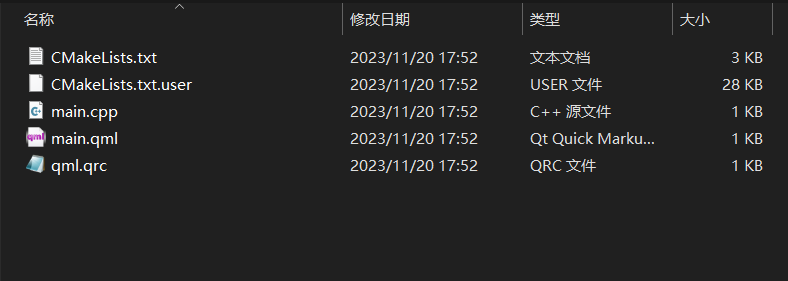 名称 修改日期 类型 大小
CMakeLists.txt 2023/11/20 17:52 文本文档 3 KB
CMakeLists.txt.user 2023/11/20 17:52 USER 文件 28 KB
main.cpp 2023/11/20 17:52 C++ 源文件 1 KB
main.qml 2023/11/20 17:52 Qt Quick Marku... 1 KB
qml.qrc 2023/11/20 17:52 QRC 文件 1 KB